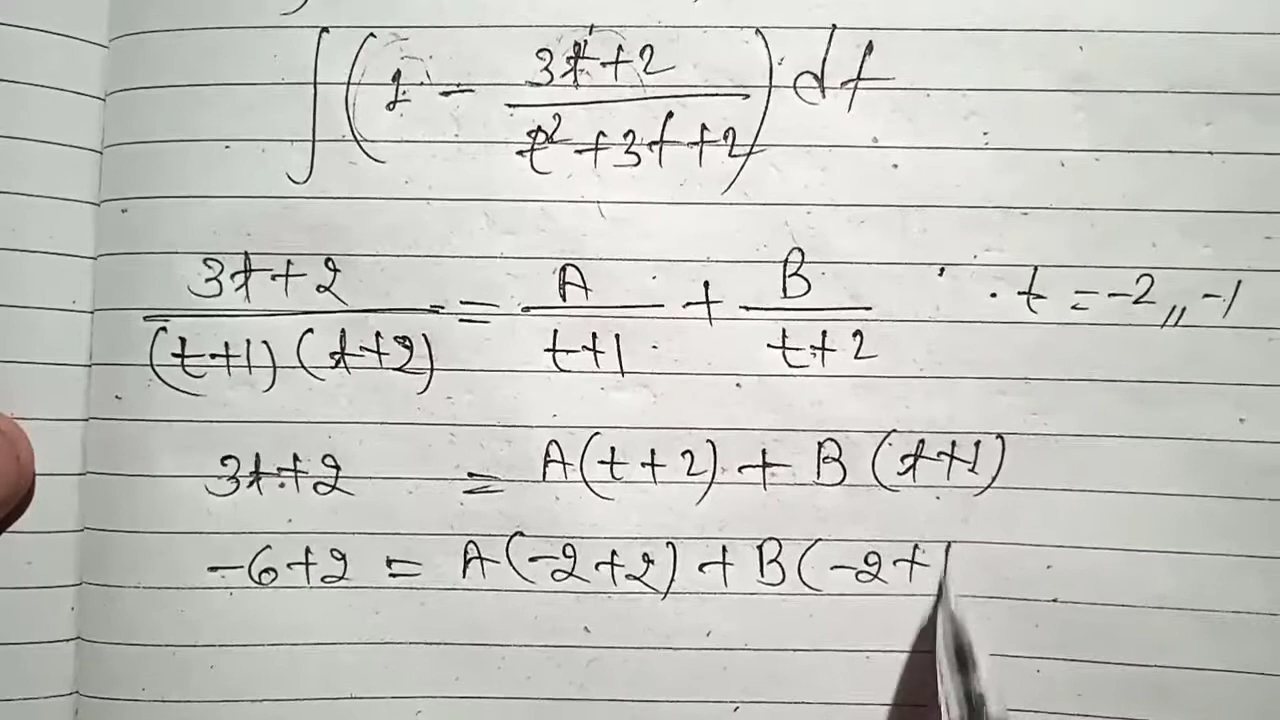 ∫ (1 - (3t+2)/(t²+3t+2)) dt
(3t+2)/((t+1)(t+2)) = A/(t+1) + B/(t+2) . t = -2,, -1
3t+2 = A(t+2) + B(t+1)
-6+2 = A(-2+2) + B(-2+